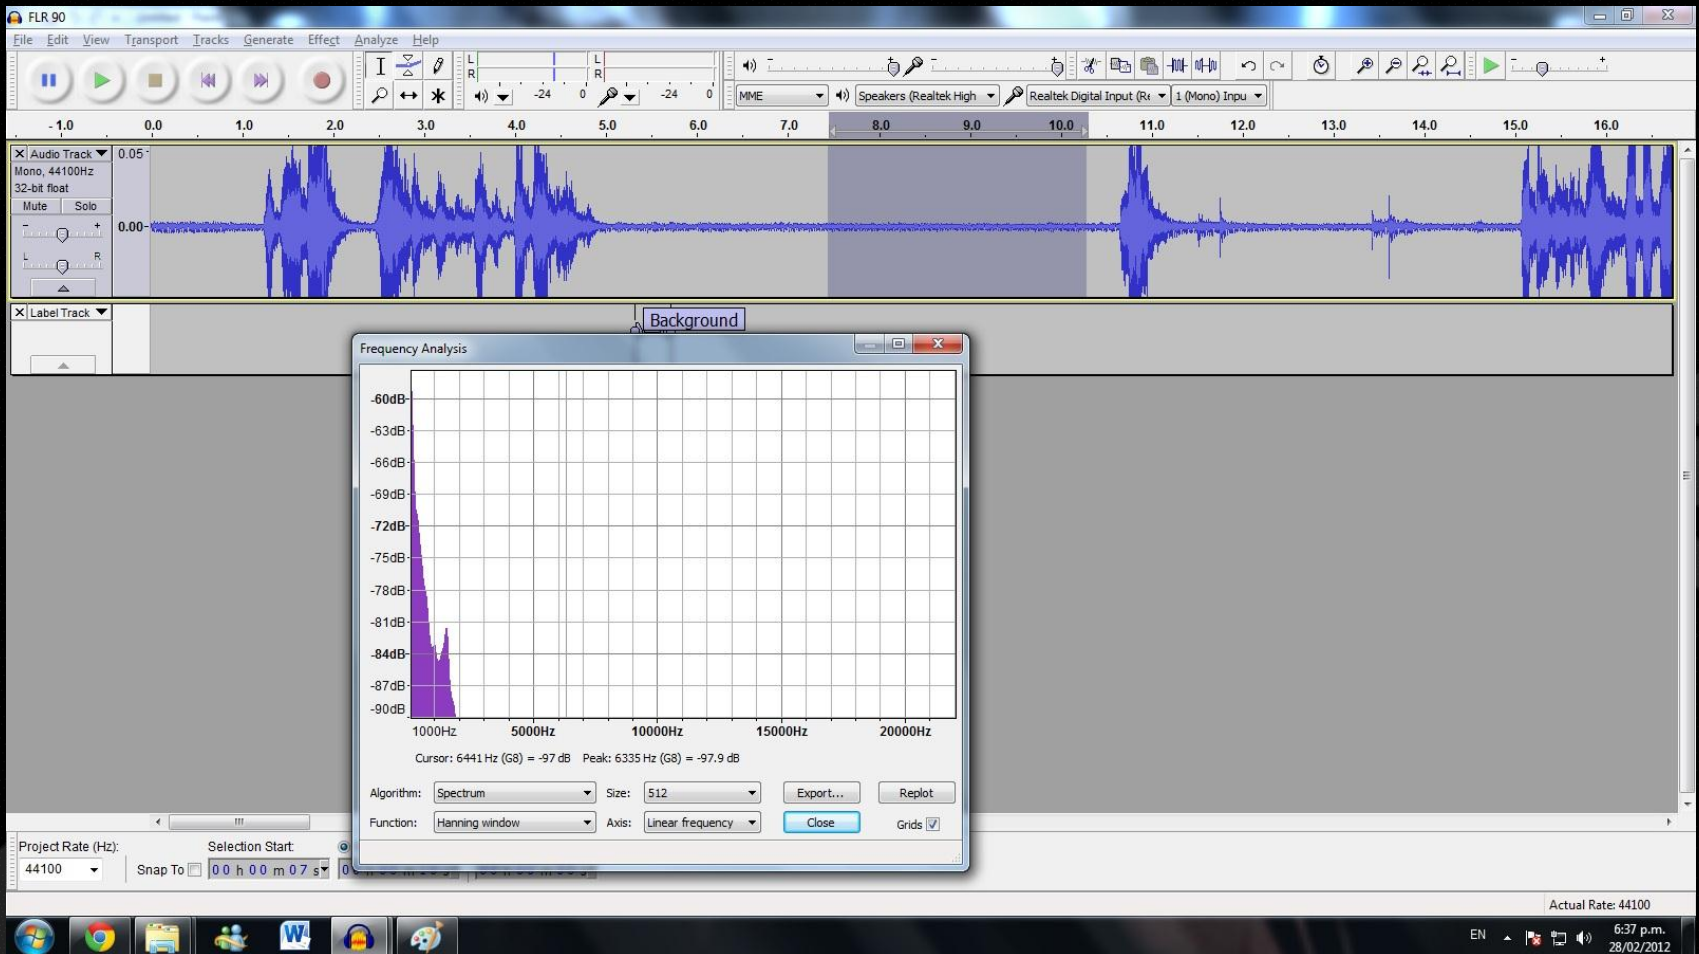 FLR 90
File Edit View Transport Tracks Generate Effect Analyze Help
L
R
-24 0
L
R
-24 0
MME
Speakers (Realtek High
Realtek Digital Input (Re
1 (Mono) Inpu
- 1.0 0.0 1.0 2.0 3.0 4.0 5.0 6.0 7.0 8.0 9.0 10.0 11.0 12.0 13.0 14.0 15.0 16.0
Audio Track
Mono, 44100Hz
32-bit float
Mute Solo
- +
L R
0.05
0.00
Label Track
Background
Frequency Analysis
-60dB
-63dB
-66dB
-69dB
-72dB
-75dB
-78dB
-81dB
-84dB
-87dB
-90dB
1000Hz 5000Hz 10000Hz 15000Hz 20000Hz
Cursor: 6441 Hz (G8) = -97 dB Peak: 6335 Hz (G8) = -97.9 dB
Algorithm: Spectrum Size: 512 Export... Replot
Function: Hanning window Axis: Linear frequency Close Grids
Project Rate (Hz): Selection Start:
44100 Snap To 00 h 00 m 07 s
Actual Rate: 44100
EN
6:37 p.m.
28/02/2012